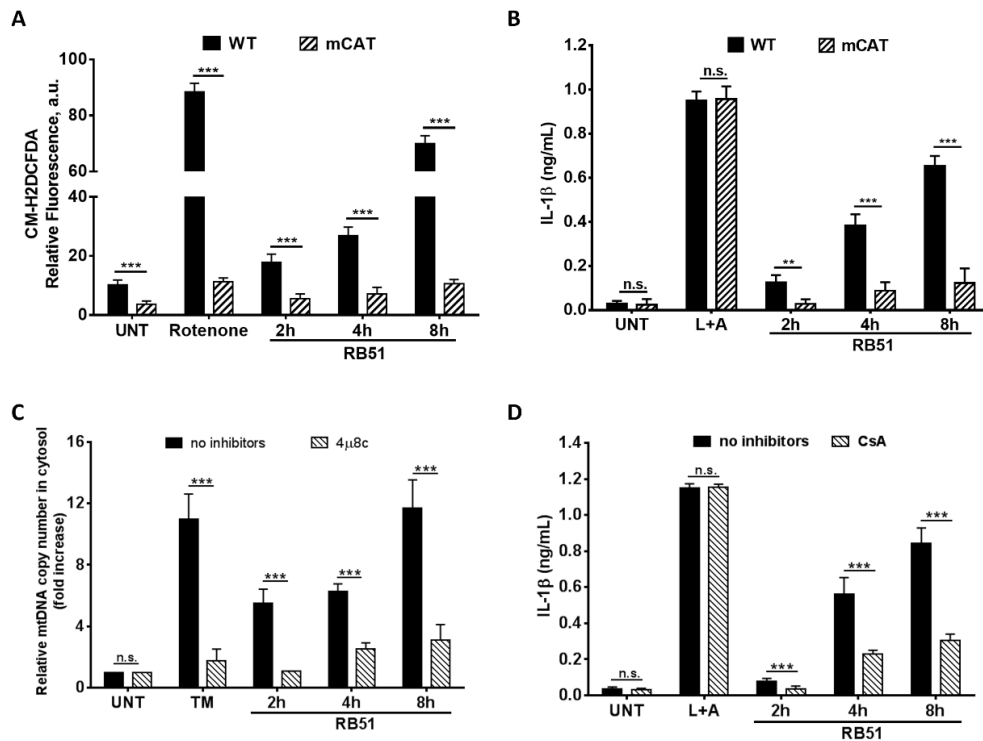 A
WT mCAT
CM-H2DCFDA
Relative Fluorescence, a.u.
100
80
60
40
20
0
***
***
***
***
***
UNT Rotenone 2h 4h 8h
RB51
B
WT mCAT
IL-1β (ng/mL)
1.2
1.0
0.8
0.6
0.4
0.2
0.0
n.s.
n.s.
**
***
***
UNT L+A 2h 4h 8h
RB51
C
no inhibitors 4μ8c
Relative mtDNA copy number in cytosol
(fold increase)
16
12
8
4
0
n.s.
***
***
***
***
UNT TM 2h 4h 8h
RB51
D
no inhibitors CsA
IL-1β (ng/mL)
1.4
1.2
1.0
0.8
0.6
0.4
0.2
0.0
n.s.
n.s.
***
***
***
UNT L+A 2h 4h 8h
RB51